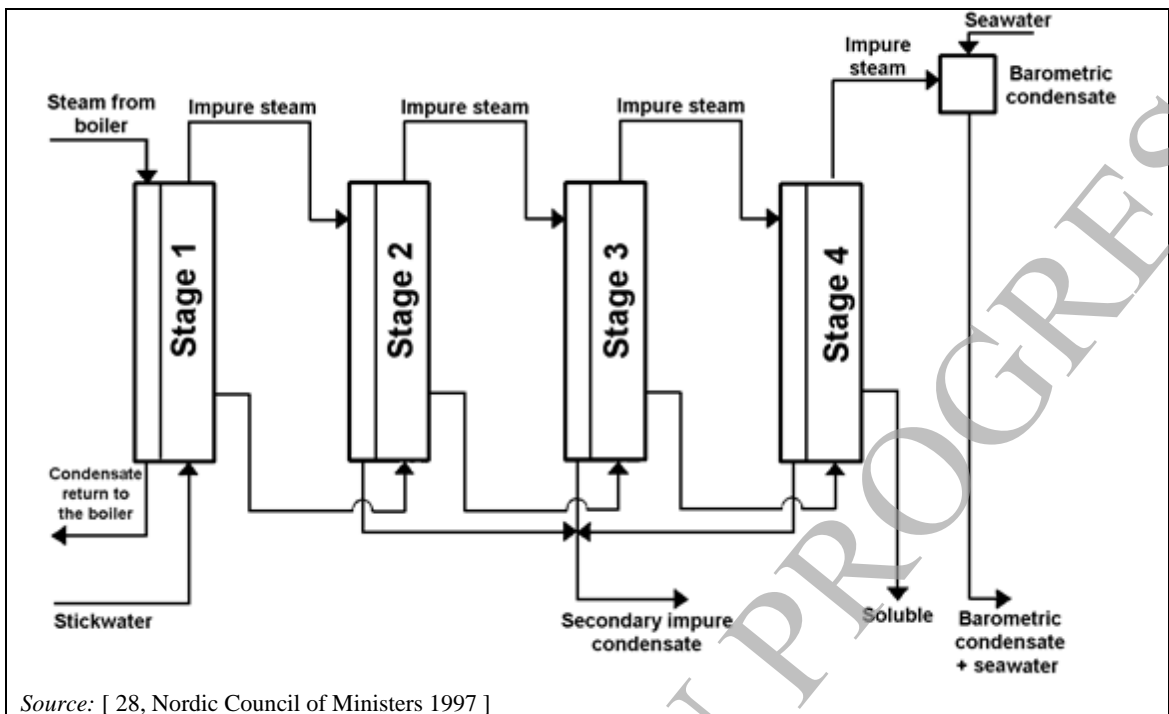 Seawater
Impure
steam
Barometric
condensate
Steam from
boiler
Impure steam
Impure steam
Impure steam
Stage 1
Stage 2
Stage 3
Stage 4
Condensate
return to
the boiler
Stickwater
Secondary impure
condensate
Soluble
Barometric
condensate
+ seawater
Source: [ 28, Nordic Council of Ministers 1997 ]
PROGRES